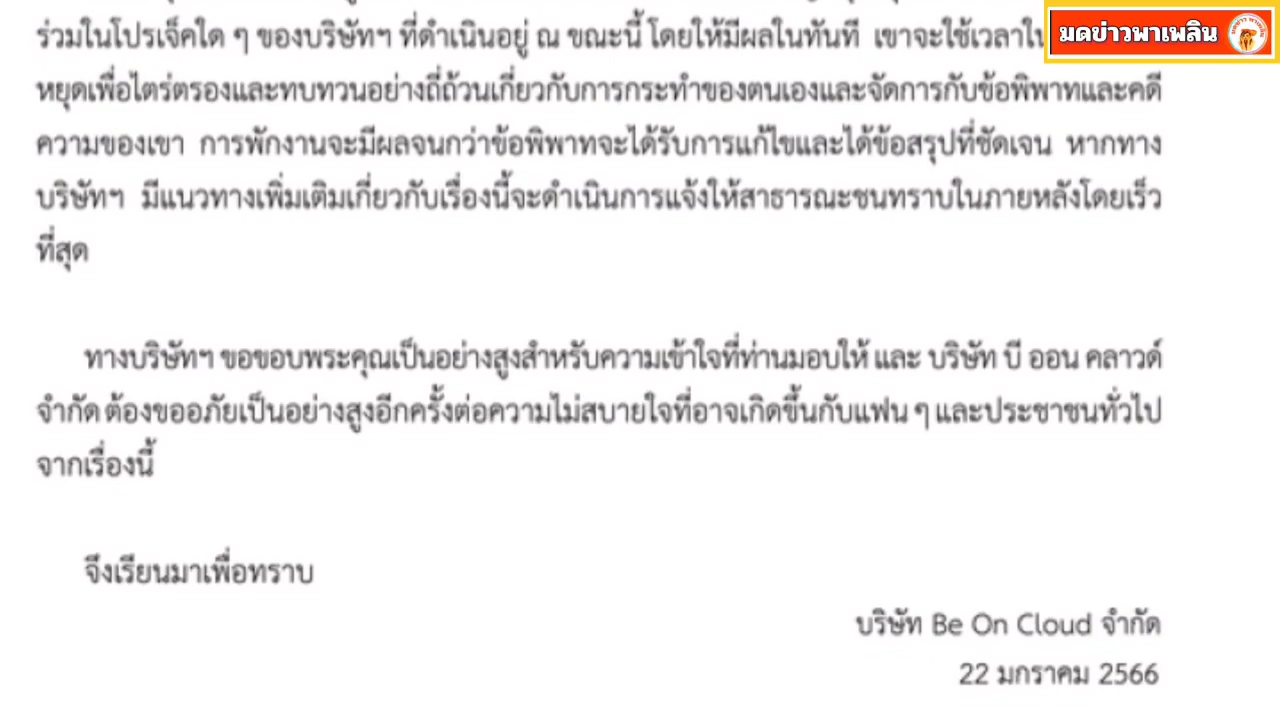 มดข่าวพาเพลิน
ร่วมในโปรเจ็คใด ๆ ของบริษัทฯ ที่ดำเนินอยู่ ณ ขณะนี้ โดยให้มีผลในทันที เขาจะใช้เวลาใน
หยุดเพื่อไตร่ตรองและทบทวนอย่างถี่ถ้วนเกี่ยวกับการกระทำของตนเองและจัดการกับข้อพิพาทและคดี
ความของเขา การพักงานจะมีผลจนกว่าข้อพิพาทจะได้รับการแก้ไขและได้ข้อสรุปที่ชัดเจน หากทาง
บริษัทฯ มีแนวทางเพิ่มเติมเกี่ยวกับเรื่องนี้จะดำเนินการแจ้งให้สาธารณะชนทราบในภายหลังโดยเร็ว
ที่สุด
ทางบริษัทฯ ขอขอบพระคุณเป็นอย่างสูงสำหรับความเข้าใจที่ท่านมอบให้ และ บริษัท บี ออน คลาวด์
จำกัด ต้องขออภัยเป็นอย่างสูงอีกครั้งต่อความไม่สบายใจที่อาจเกิดขึ้นกับแฟน ๆ และประชาชนทั่วไป
จากเรื่องนี้
จึงเรียนมาเพื่อทราบ
บริษัท Be On Cloud จำกัด
22 มกราคม 2566